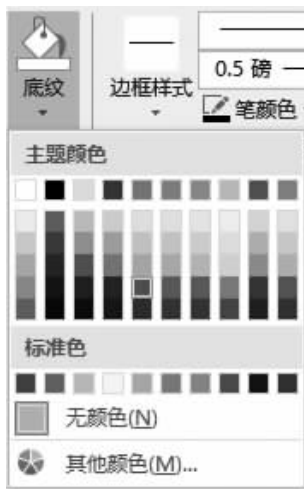 底纹
边框样式
0.5 磅
笔颜色
主题颜色
标准色
无颜色(N)
其他颜色(M)...